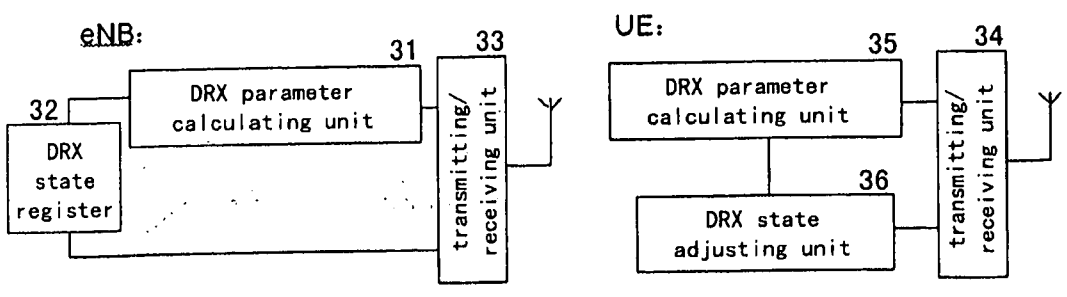 eNB:
31
33
DRX parameter
calculating unit
32
DRX
state
register
transmitting/
receiving unit
UE:
35
34
DRX parameter
calculating unit
36
DRX state
adjusting unit
transmitting/
receiving unit